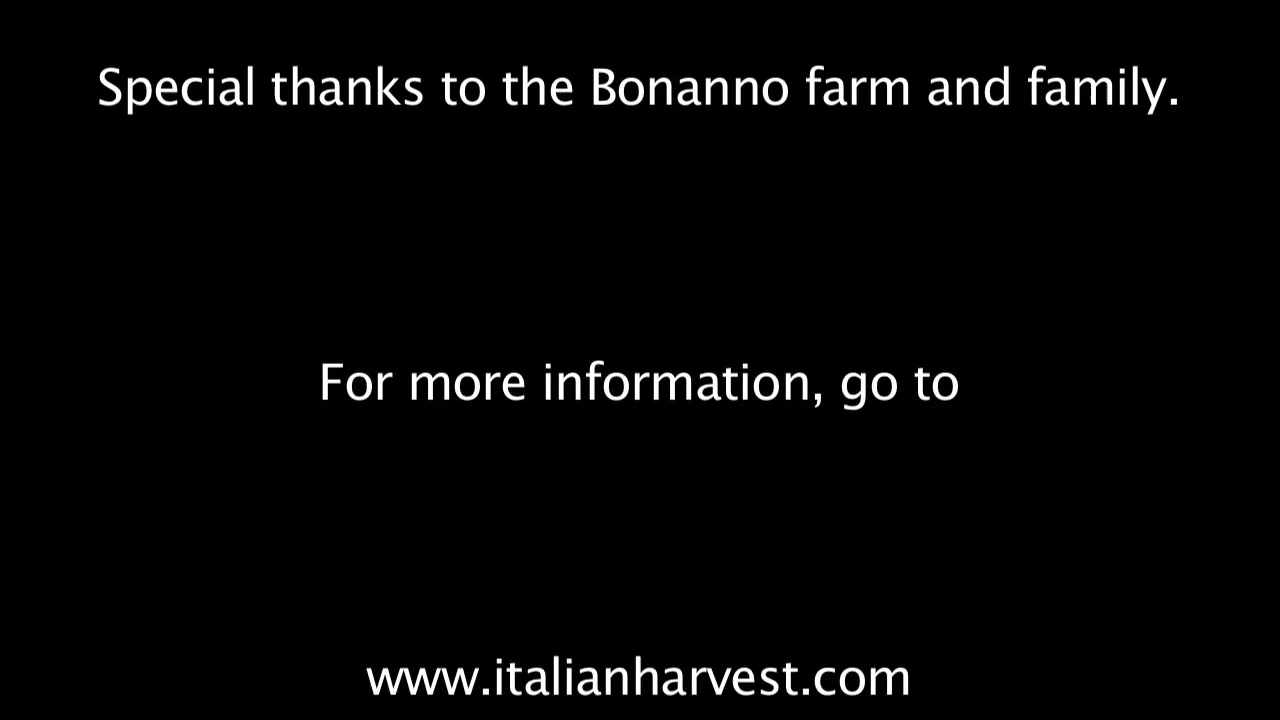 Special thanks to the Bonanno farm and family.
For more information, go to
www.italianharvest.com